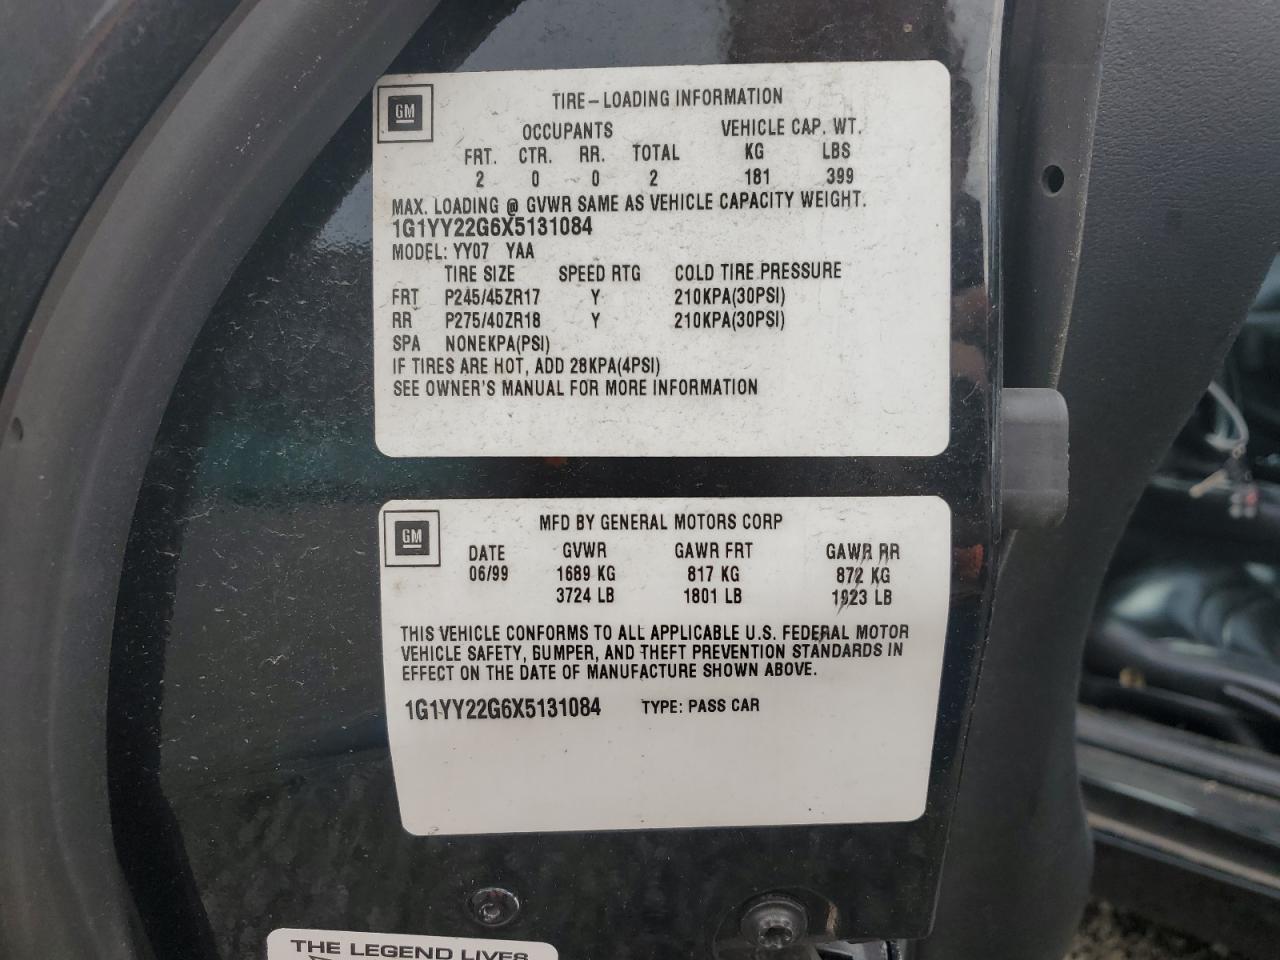 GM
TIRE-LOADING INFORMATION
OCCUPANTS VEHICLE CAP. WT.
FRT. CTR. RR. TOTAL KG LBS
2 0 0 2 181 399
MAX. LOADING @ GVWR SAME AS VEHICLE CAPACITY WEIGHT.
1G1YY22G6X5131084
MODEL: YY07 YAA
TIRE SIZE SPEED RTG COLD TIRE PRESSURE
FRT P245/45ZR17 Y 210KPA(30PSI)
RR P275/40ZR18 Y 210KPA(30PSI)
SPA NONEKPA(PSI)
IF TIRES ARE HOT, ADD 28KPA(4PSI)
SEE OWNER'S MANUAL FOR MORE INFORMATION
GM
MFD BY GENERAL MOTORS CORP
DATE GVWR GAWR FRT GAWR RR
06/99 1689 KG 817 KG 872 KG
3724 LB 1801 LB 1923 LB
THIS VEHICLE CONFORMS TO ALL APPLICABLE U.S. FEDERAL MOTOR
VEHICLE SAFETY, BUMPER, AND THEFT PREVENTION STANDARDS IN
EFFECT ON THE DATE OF MANUFACTURE SHOWN ABOVE.
1G1YY22G6X5131084 TYPE: PASS CAR
THE LEGEND LIVES